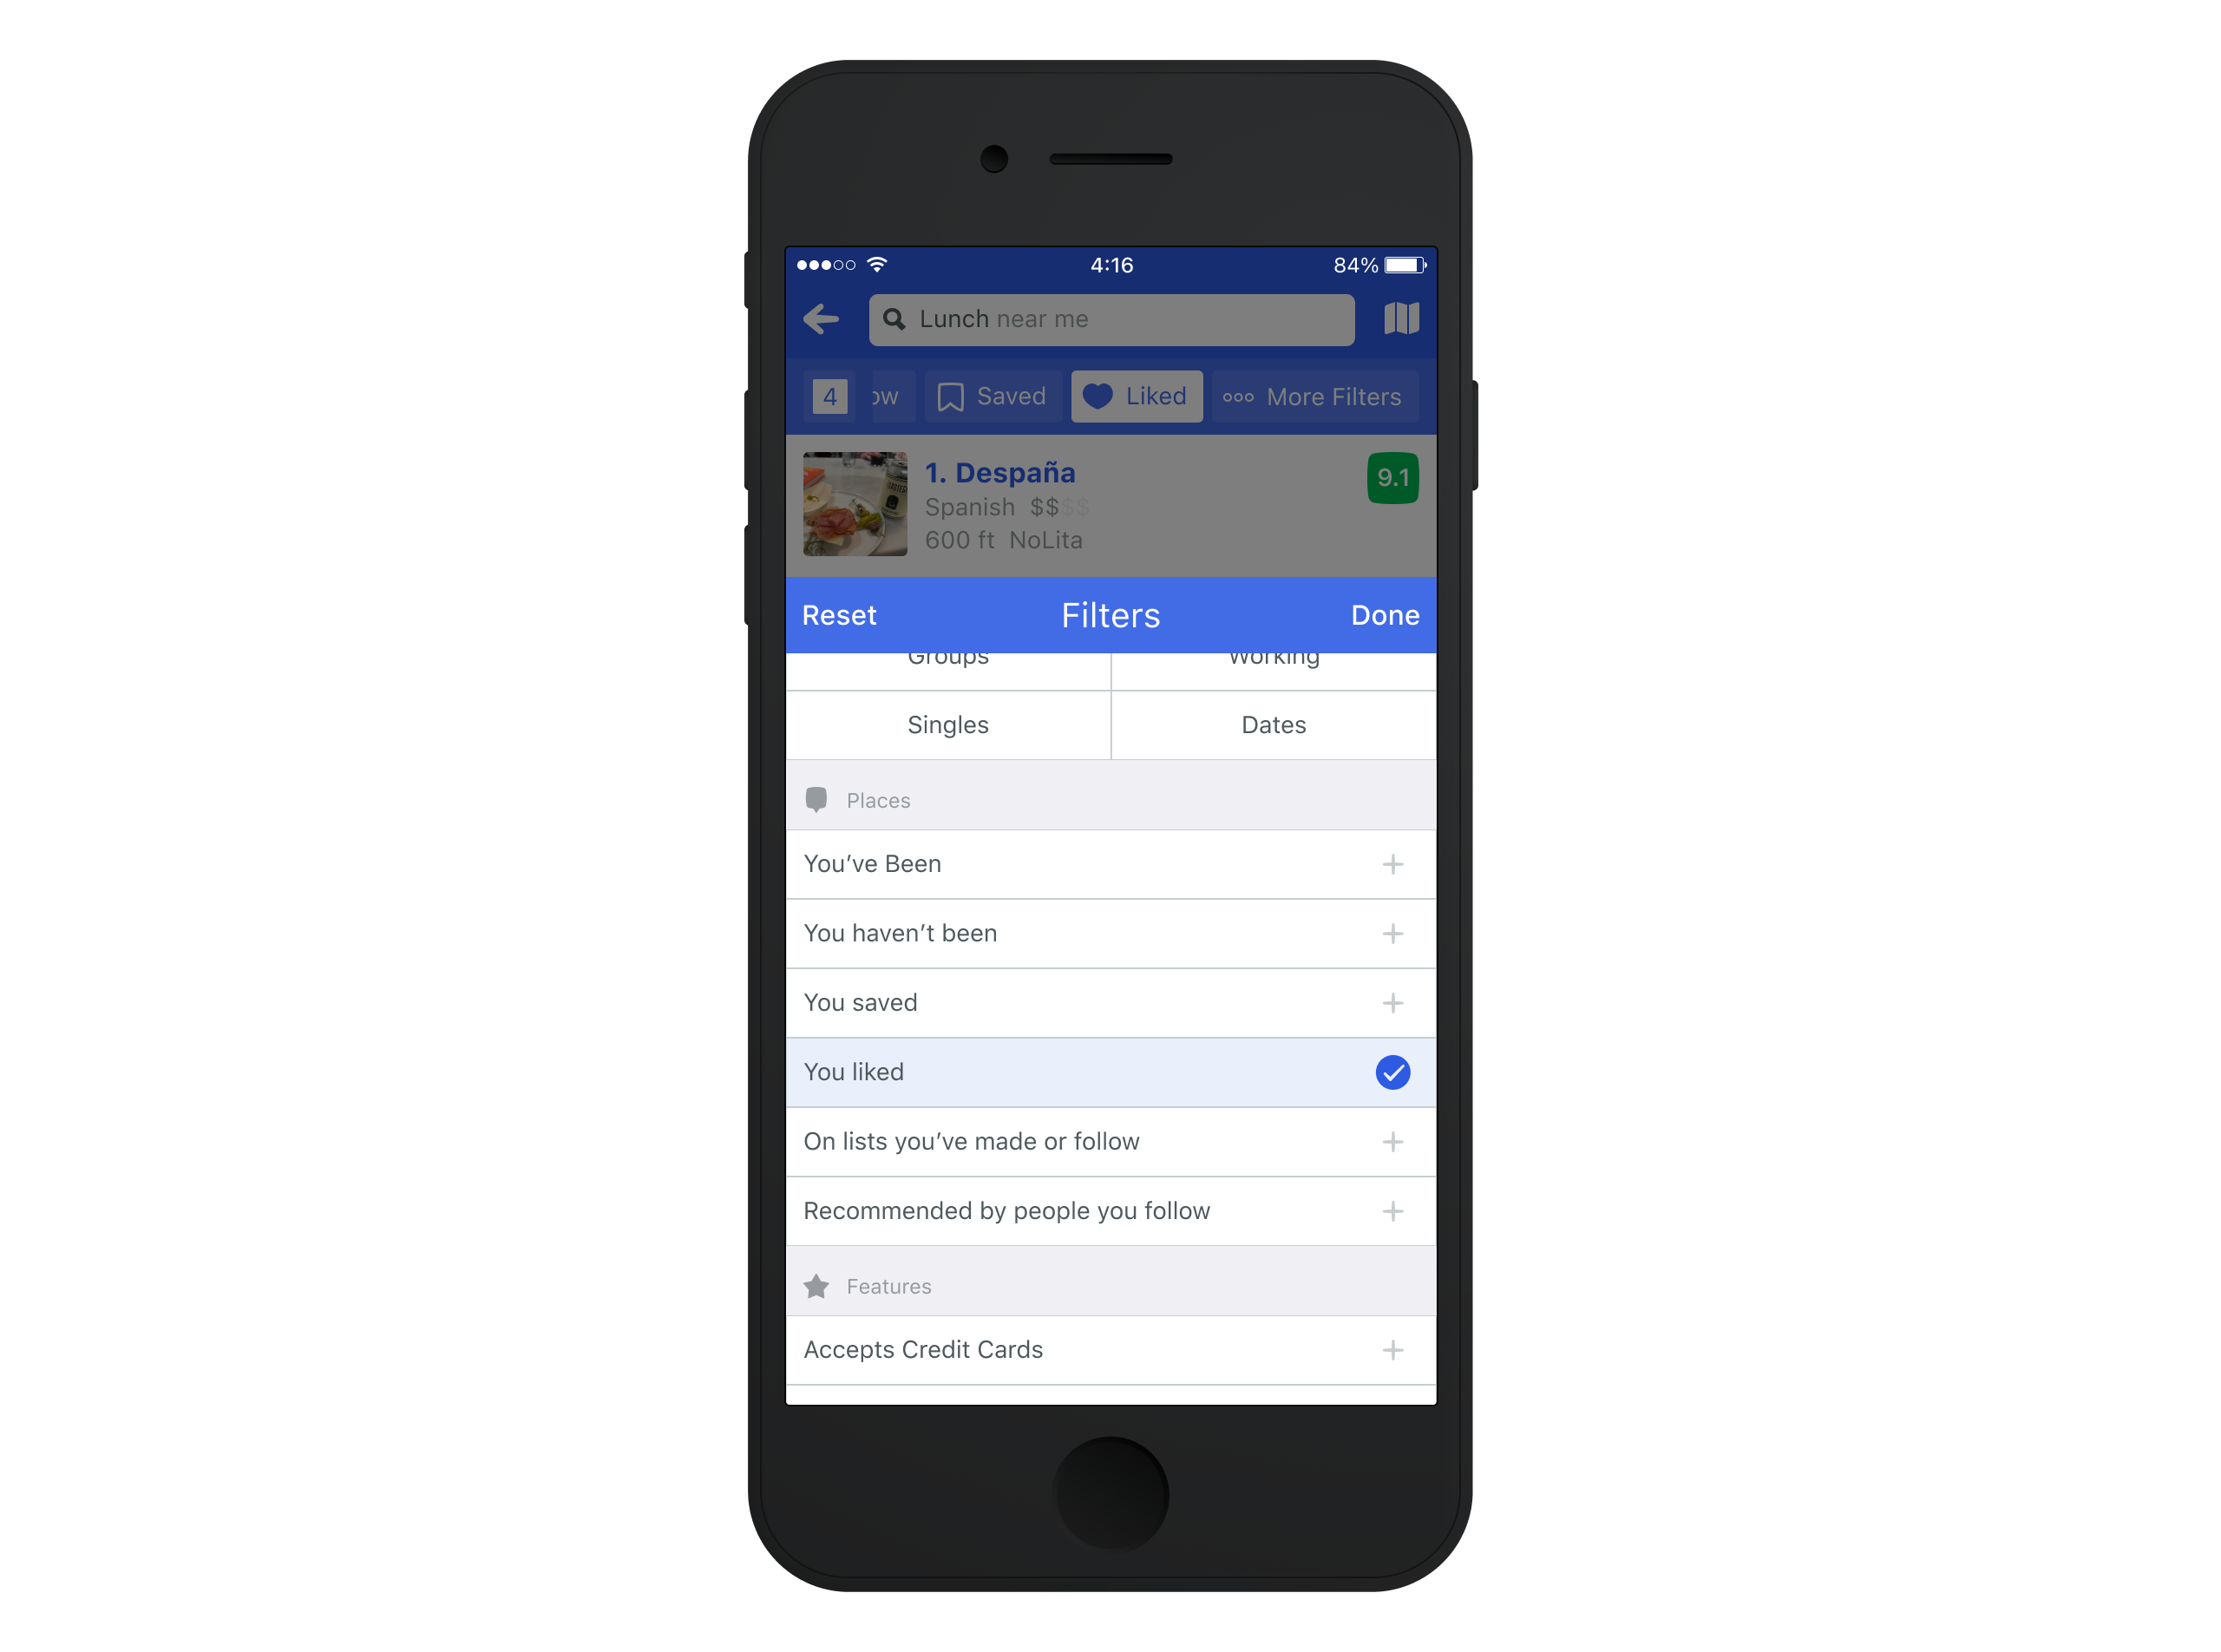 4:16
84%
Lunch near me
4
Saved
Liked
More Filters
1. Despaña
9.1
Spanish $$$$
600 ft NoLita
Reset
Filters
Done
Groups
Working
Singles
Dates
Places
You’ve Been
You haven’t been
You saved
You liked
On lists you’ve made or follow
Recommended by people you follow
Features
Accepts Credit Cards